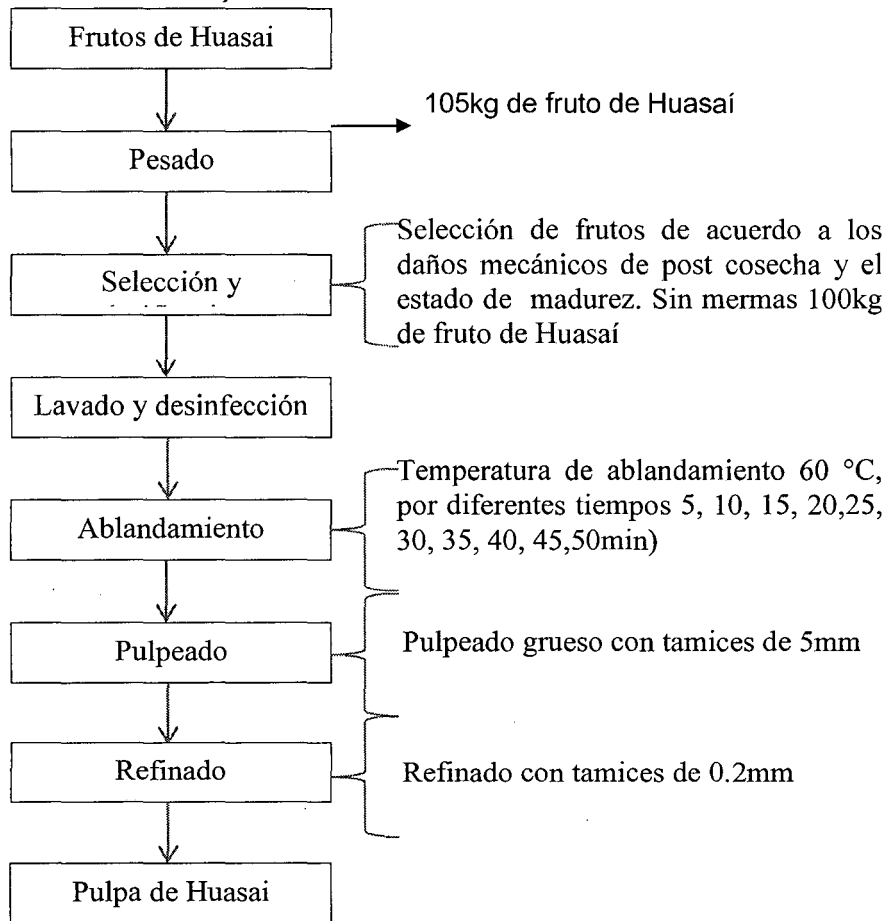 Frutos de Huasai
105kg de fruto de Huasaí
Pesado
Selección de frutos de acuerdo a los
daños mecánicos de post cosecha y el
estado de madurez. Sin mermas 100kg
de fruto de Huasaí
Selección y
Lavado y desinfección
Temperatura de ablandamiento 60 °C,
por diferentes tiempos 5, 10, 15, 20,25,
30, 35, 40, 45,50min)
Ablandamiento
Pulpeado
Pulpeado grueso con tamices de 5mm
Refinado
Refinado con tamices de 0.2mm
Pulpa de Huasai